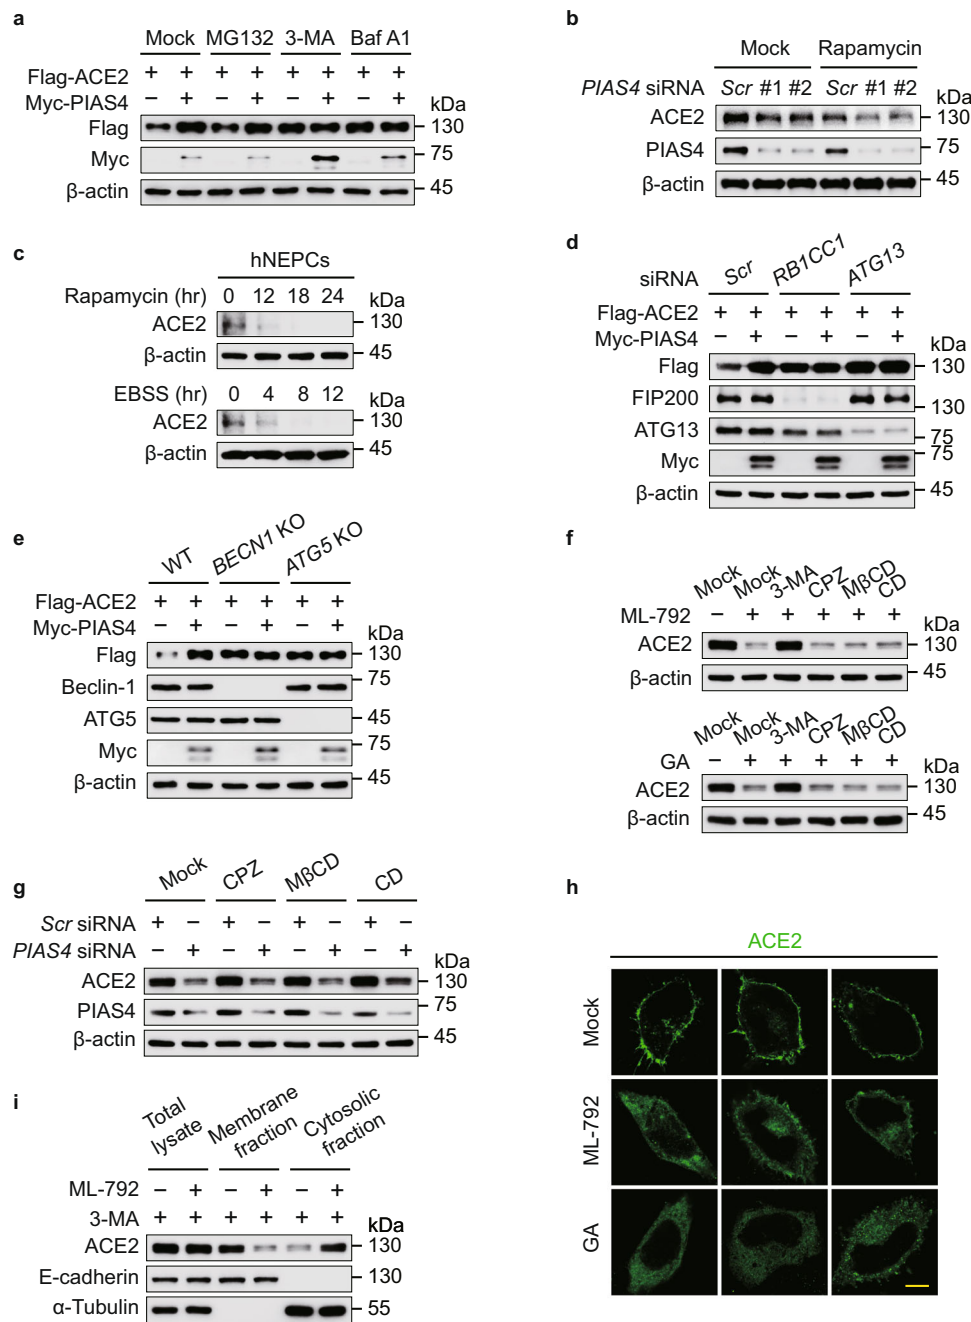 a
Mock MG132 3-MA Baf A1
Flag-ACE2 + + + + + + + +
Myc-PIAS4 − + − + − + − + kDa
Flag 130
Myc 75
β-actin 45
b
Mock Rapamycin
PIAS4 siRNA Scr #1 #2 Scr #1 #2 kDa
ACE2 130
PIAS4 75
β-actin 45
c
hNEPCs
Rapamycin (hr) 0 12 18 24 kDa
ACE2 130
β-actin 45
EBSS (hr) 0 4 8 12 kDa
ACE2 130
β-actin 45
d
siRNA Scr RB1CC1 ATG13
Flag-ACE2 + + + + + +
Myc-PIAS4 − + − + − + kDa
Flag 130
FIP200 130
ATG13 75
Myc 75
β-actin 45
e
WT BECN1 KO ATG5 KO
Flag-ACE2 + + + + + +
Myc-PIAS4 − + − + − + kDa
Flag 130
Beclin-1 75
ATG5 45
Myc 75
β-actin 45
f
Mock Mock 3-MA CPZ MβCD CD
ML-792 − + + + + + kDa
ACE2 130
β-actin 45
Mock Mock 3-MA CPZ MβCD CD
GA − + + + + + kDa
ACE2 130
β-actin 45
g
Mock CPZ MβCD CD
Scr siRNA + − + − + − + −
PIAS4 siRNA − + − + − + − + kDa
ACE2 130
PIAS4 75
β-actin 45
h
ACE2
Mock
ML-792
GA
i
Total lysate Membrane fraction Cytosolic fraction
ML-792 − + − + − +
3-MA + + + + + + kDa
ACE2 130
E-cadherin 130
α-Tubulin 55